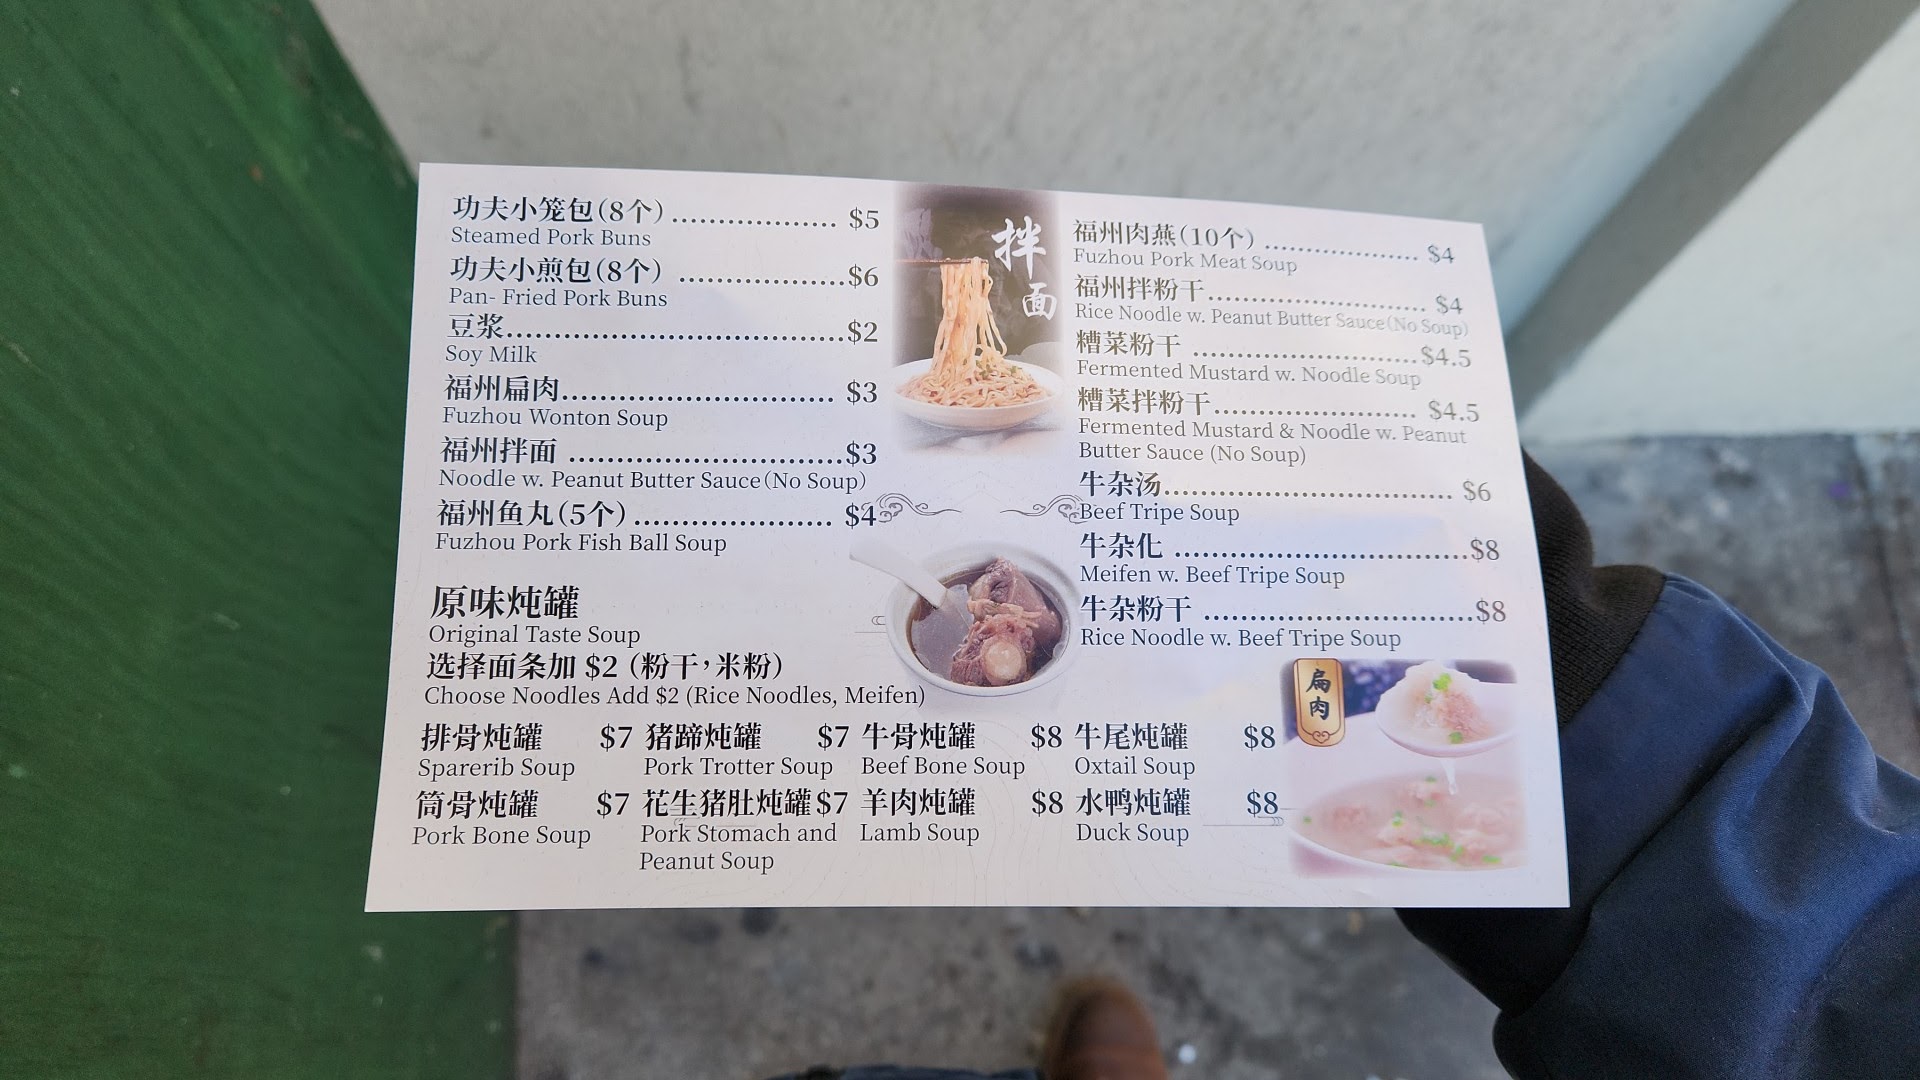 功夫小笼包(8个)................ $5
Steamed Pork Buns
功夫小煎包(8个) ................$6
Pan- Fried Pork Buns
豆浆................................$2
Soy Milk
福州扁肉.......................... $3
Fuzhou Wonton Soup
福州拌面 ..........................$3
Noodle w. Peanut Butter Sauce(No Soup)
福州鱼丸(5个)................... $4
Fuzhou Pork Fish Ball Soup
拌面
福州肉燕(10个) ............... $4
Fuzhou Pork Meat Soup
福州拌粉干...................... $4
Rice Noodle w. Peanut Butter Sauce(No Soup)
糟菜粉干 ......................$4.5
Fermented Mustard w. Noodle Soup
糟菜拌粉干.................... $4.5
Fermented Mustard & Noodle w. Peanut
Butter Sauce (No Soup)
牛杂汤............................ $6
Beef Tripe Soup
牛杂化 ............................$8
Meifen w. Beef Tripe Soup
牛杂粉干 ..........................$8
Rice Noodle w. Beef Tripe Soup
原味炖罐
Original Taste Soup
选择面条加 $2 (粉干,米粉)
Choose Noodles Add $2 (Rice Noodles, Meifen)
排骨炖罐 $7 猪蹄炖罐 $7 牛骨炖罐 $8 牛尾炖罐 $8
Sparerib Soup Pork Trotter Soup Beef Bone Soup Oxtail Soup
筒骨炖罐 $7 花生猪肚炖罐 $7 羊肉炖罐 $8 水鸭炖罐 $8
Pork Bone Soup Pork Stomach and Lamb Soup Duck Soup
Peanut Soup
扁肉